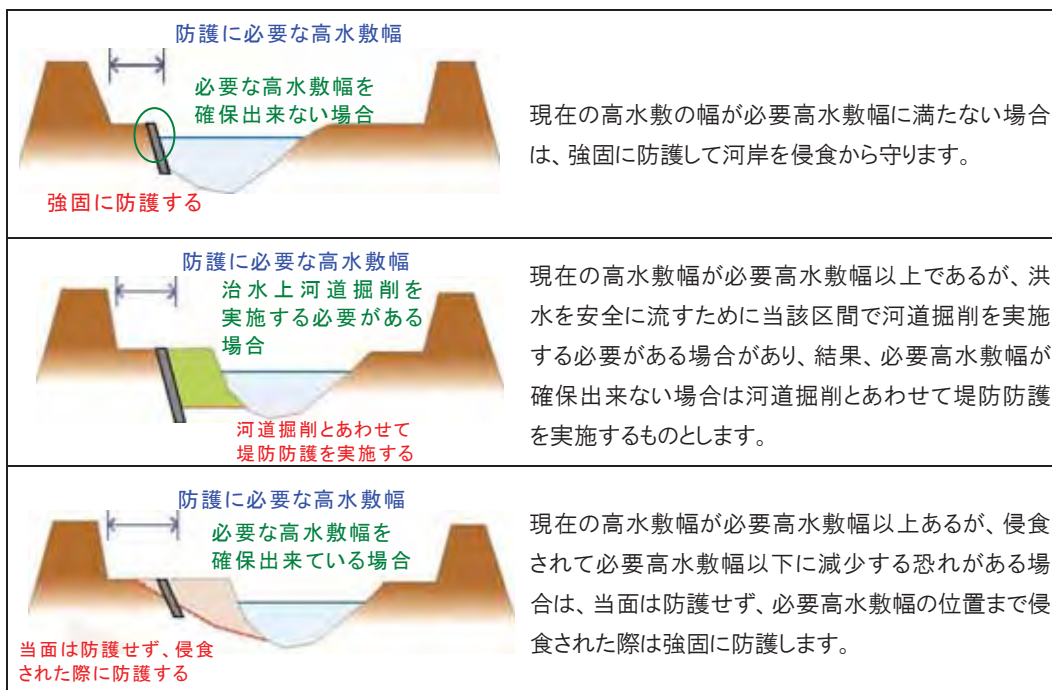 防護に必要な高水敷幅
必要な高水敷幅を
確保出来ない場合
強固に防護する
現在の高水敷の幅が必要高水敷幅に満たない場合
は、強固に防護して河岸を侵食から守ります。
防護に必要な高水敷幅
治水上河道掘削を
実施する必要がある
場合
河道掘削とあわせて
堤防防護を実施する
現在の高水敷幅が必要高水敷幅以上であるが、洪
水を安全に流すために当該区間で河道掘削を実施
する必要がある場合があり、結果、必要高水敷幅が
確保出来ない場合は河道掘削とあわせて堤防防護
を実施するものとします。
防護に必要な高水敷幅
必要な高水敷幅を
確保出来ている場合
当面は防護せず、侵食
された際に防護する
現在の高水敷幅が必要高水敷幅以上あるが、侵食
されて必要高水敷幅以下に減少する恐れがある場
合は、当面は防護せず、必要高水敷幅の位置まで侵
食された際は強固に防護します。